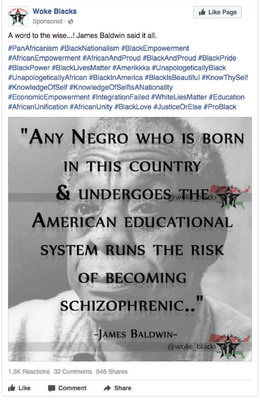 Woke Blacks
Sponsored ·
Like Page
A word to the wise...! James Baldwin said it all.
#PanAfricanism #BlackNationalism #BlackEmpowerment
#AfricanEmpowerment #AfricanAndProud #BlackAndProud #BlackPride
#BlackPower #BlackLivesMatter #Amerikkka #UnapologeticallyBlack
#UnapologeticallyAfrican #BlackInAmerica #BlackIsBeautiful #KnowThySelf
#KnowledgeOfSelf #KnowledgeOfSelfIsANationality
#EconomicEmpowerment #IntegrationFailed #WhiteLiesMatter #Education
#AfricanUnification #AfricanUnity #BlackLove #JusticeOrElse #ProBlack
"ANY NEGRO WHO IS BORN
IN THIS COUNTRY
& UNDERGOES THE
AMERICAN EDUCATIONAL
SYSTEM RUNS THE RISK
OF BECOMING
SCHIZOPHRENIC.."
-JAMES BALDWIN-
@woke_blacks
1.3K Reactions 32 Comments 946 Shares
Like Comment Share